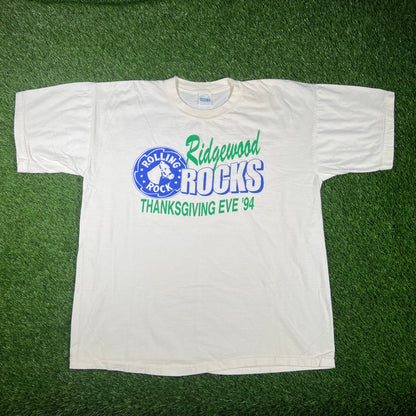 Ridgewood
ROLLING
ROCK
ROCKS
THANKSGIVING EVE '94